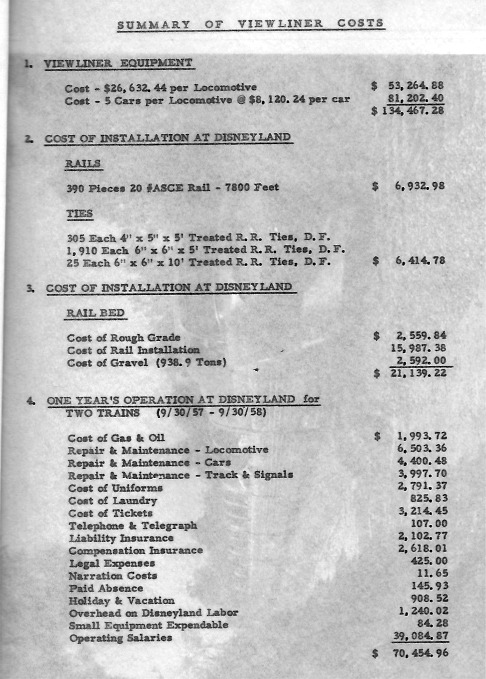 SUMMARY OF VIEWLINER COSTS
1. VIEWLINER EQUIPMENT
Cost - $26,632.44 per Locomotive $ 53,264.88
Cost - 5 Cars per Locomotive @ $8,120.24 per car 81,202.40
$ 134,467.28
2. COST OF INSTALLATION AT DISNEYLAND
RAILS
390 Pieces 20 #ASCE Rail - 7800 Feet $ 6,932.98
TIES
305 Each 4" x 5" x 5' Treated R.R. Ties, D.F.
1,910 Each 6" x 6" x 5' Treated R.R. Ties, D.F.
25 Each 6" x 6" x 10' Treated R.R. Ties, D.F. $ 6,414.78
3. COST OF INSTALLATION AT DISNEYLAND
RAIL BED
Cost of Rough Grade $ 2,559.84
Cost of Rail Installation 15,987.38
Cost of Gravel (938.9 Tons) 2,592.00
$ 21,139.22
4. ONE YEAR'S OPERATION AT DISNEYLAND for
TWO TRAINS (9/30/57 - 9/30/58)
Cost of Gas & Oil $ 1,993.72
Repair & Maintenance - Locomotive 6,503.36
Repair & Maintenance - Cars 4,400.48
Repair & Maintenance - Track & Signals 3,997.70
Cost of Uniforms 2,791.37
Cost of Laundry 825.83
Cost of Tickets 3,214.45
Telephone & Telegraph 107.00
Liability Insurance 2,102.77
Compensation Insurance 2,618.01
Legal Expenses 425.00
Narration Costs 11.65
Paid Absence 145.93
Holiday & Vacation 908.52
Overhead on Disneyland Labor 1,240.02
Small Equipment Expendable 84.28
Operating Salaries 39,084.87
$ 70,454.96